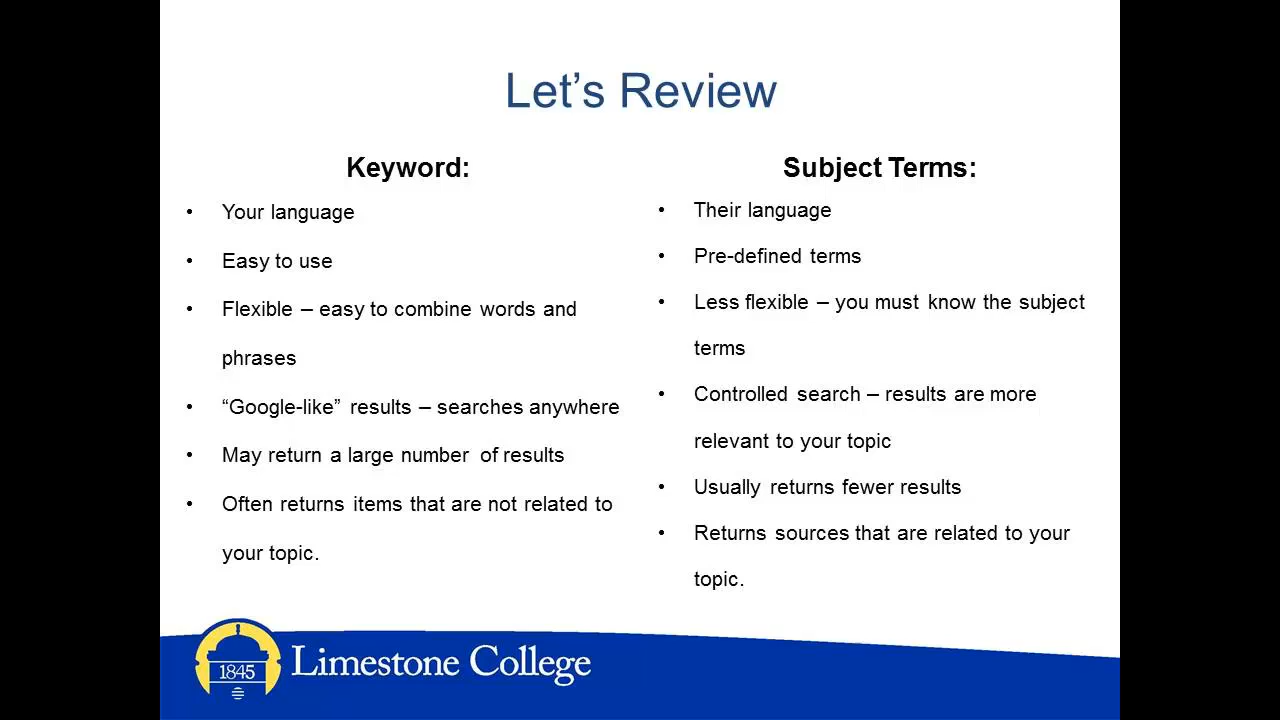 Let’s Review
Keyword:
• Your language
• Easy to use
• Flexible – easy to combine words and
phrases
• “Google-like” results – searches anywhere
• May return a large number of results
• Often returns items that are not related to
your topic.
Subject Terms:
• Their language
• Pre-defined terms
• Less flexible – you must know the subject
terms
• Controlled search – results are more
relevant to your topic
• Usually returns fewer results
• Returns sources that are related to your
topic.
1845
Limestone College